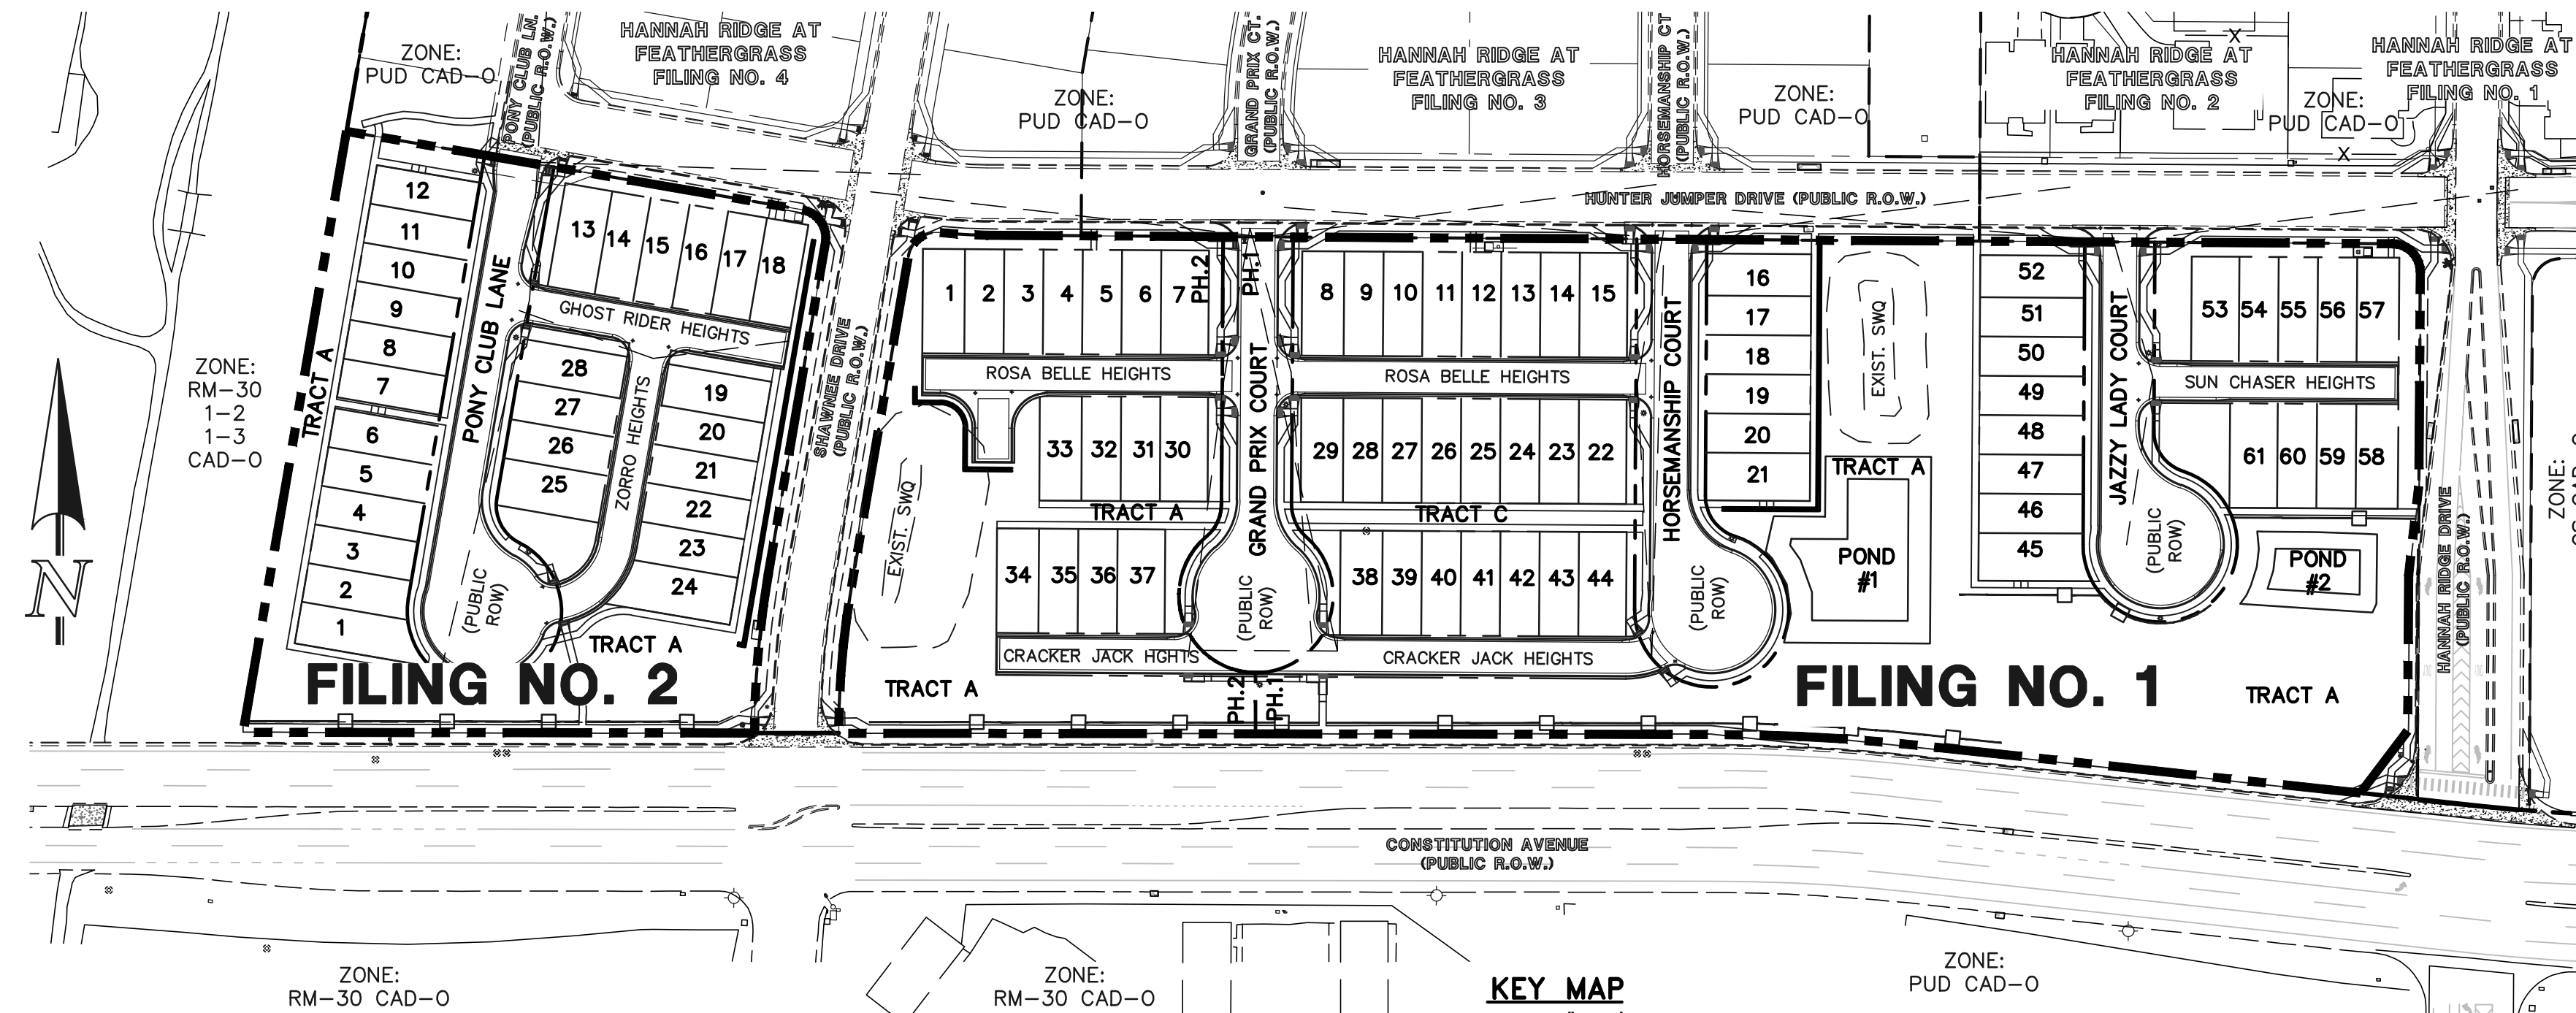 HANNAH RIDGE AT
FEATHERGRASS
FILING NO. 4
HANNAH RIDGE AT
FEATHERGRASS
FILING NO. 3
HANNAH RIDGE AT
FEATHERGRASS
FILING NO. 2
HANNAH RIDGE AT
FEATHERGRASS
FILING NO. 1
ZONE:
PUD CAD-O
ZONE:
PUD CAD-O
ZONE:
PUD CAD-O
ZONE:
PUD CAD-O
PONY CLUB LN.
(PUBLIC R.O.W.)
GRAND PRIX CT.
(PUBLIC R.O.W.)
HORSEMANSHIP CT
(PUBLIC R.O.W.)
X
X
HUNTER JUMPER DRIVE (PUBLIC R.O.W.)
ZONE:
RM-30
1-2
1-3
CAD-O
TRACT A
12
11
10
9
8
7
6
5
4
3
2
1
PONY CLUB LANE
(PUBLIC
ROW)
13
14
15
16
17
18
GHOST RIDER HEIGHTS
28
27
26
25
ZORRO HEIGHTS
19
20
21
22
23
24
TRACT A
FILING NO. 2
N
SHAWNEE DRIVE
(PUBLIC R.O.W.)
1
2
3
4
5
6
7
PH.2
PH.1
8
9
10
11
12
13
14
15
ROSA BELLE HEIGHTS
ROSA BELLE HEIGHTS
EXIST. SWQ
33
32
31
30
GRAND PRIX COURT
29
28
27
26
25
24
23
22
TRACT A
TRACT C
34
35
36
37
(PUBLIC
ROW)
38
39
40
41
42
43
44
CRACKER JACK HGHTS
CRACKER JACK HEIGHTS
TRACT A
PH.2
PH.1
HORSEMANSHIP COURT
(PUBLIC
ROW)
16
17
18
19
20
21
EXIST. SWQ
TRACT A
POND
#1
FILING NO. 1
52
51
50
49
48
47
46
45
JAZZY LADY COURT
(PUBLIC
ROW)
53
54
55
56
57
SUN CHASER HEIGHTS
61
60
59
58
POND
#2
TRACT A
HANNAH RIDGE DRIVE
(PUBLIC R.O.W.)
ZONE:
CONSTITUTION AVENUE
(PUBLIC R.O.W.)
ZONE:
RM-30 CAD-O
ZONE:
RM-30 CAD-O
KEY MAP
ZONE:
PUD CAD-O